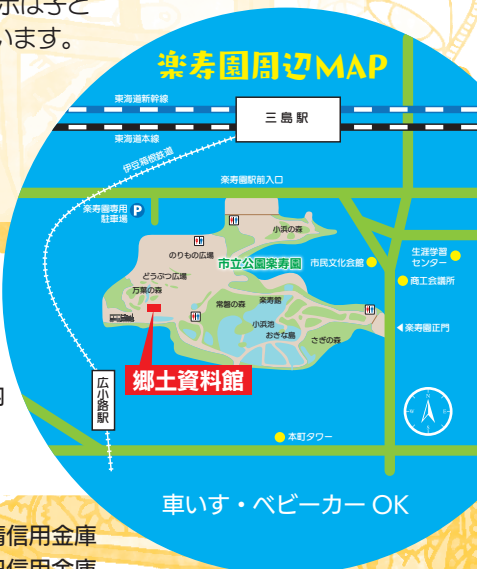 示は子ど
います。
楽寿園周辺MAP
東海道新幹線
三島駅
東海道本線
伊豆箱根鉄道
楽寿園駅前入口
楽寿園専用
駐車場
P
小浜の森
のりもの広場
市立公園楽寿園
市民文化会館
生涯学習
センター
どうぶつ広場
万葉の森
商工会議所
常磐の森
楽寿館
小浜池
おきな島
さぎの森
楽寿園正門
郷土資料館
広小路駅
N
W
E
S
本町タワー
車いす・ベビーカー OK
信用金庫
信用金庫